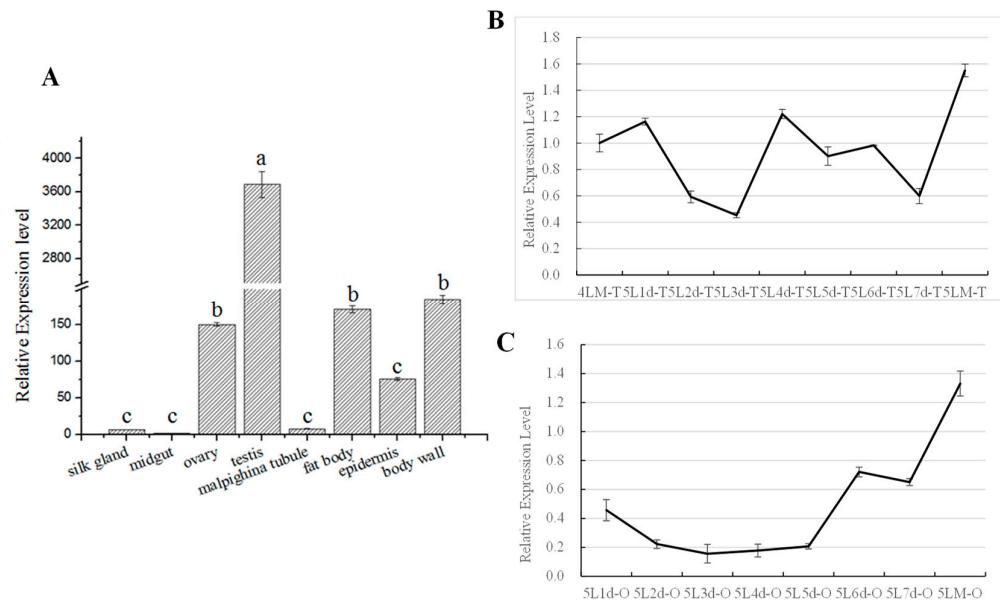 A
Relative Expression level
4000
3600
3200
2800
150
100
50
0
c
c
b
a
c
b
c
b
silk gland
midgut
ovary
testis
malpighina tubule
fat body
epidermis
body wall
B
Relative Expression Level
1.8
1.6
1.4
1.2
1.0
0.8
0.6
0.4
0.2
0.0
4LM-T5L1d-T5L2d-T5L3d-T5L4d-T5L5d-T5L6d-T5L7d-T5LM-T
C
Relative Expression Level
1.6
1.4
1.2
1.0
0.8
0.6
0.4
0.2
0.0
5L1d-O 5L2d-O 5L3d-O 5L4d-O 5L5d-O 5L6d-O 5L7d-O 5LM-O